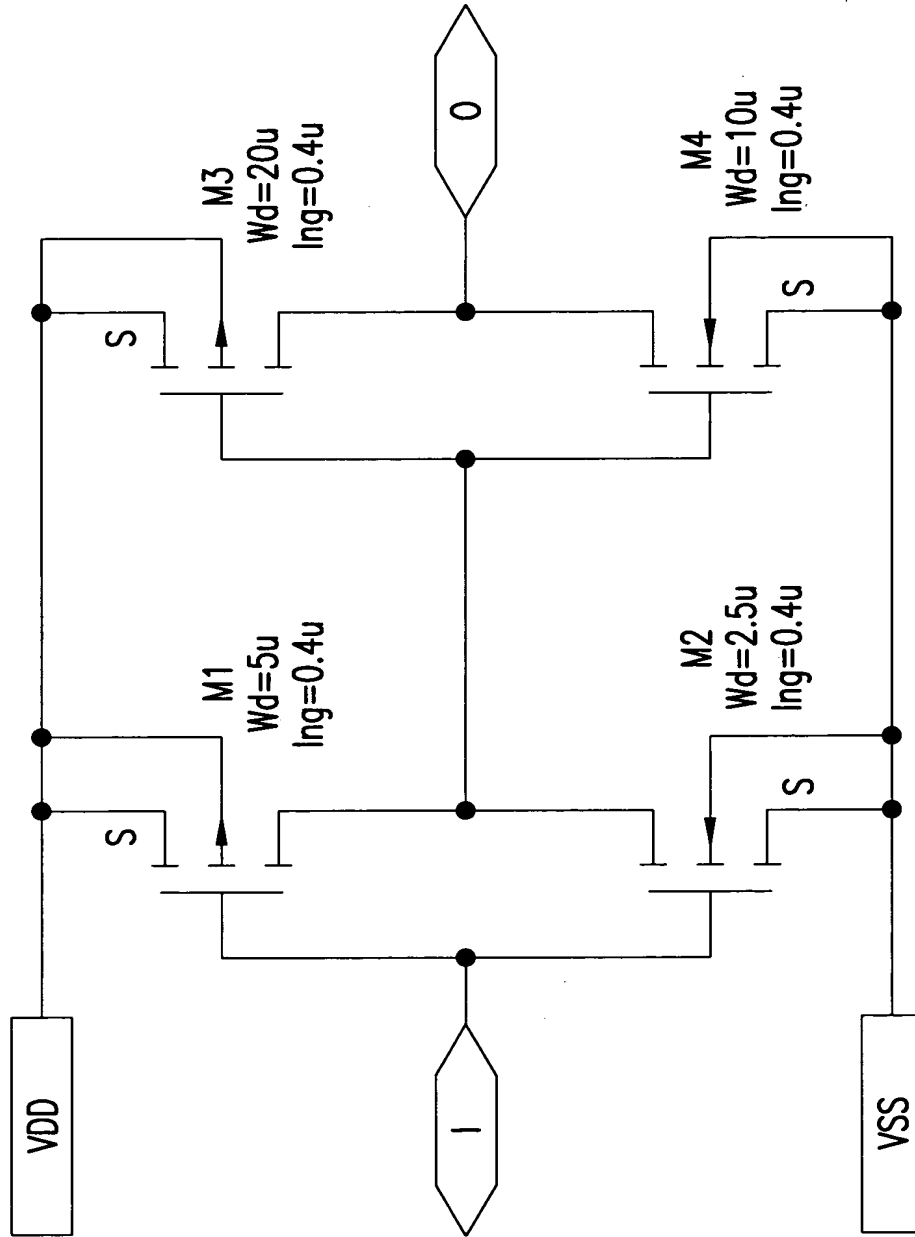 VDD
M1
Wd=5u
lng=0.4u
S
M3
Wd=20u
lng=0.4u
S
I
O
M2
Wd=2.5u
lng=0.4u
S
M4
Wd=10u
lng=0.4u
S
VSS